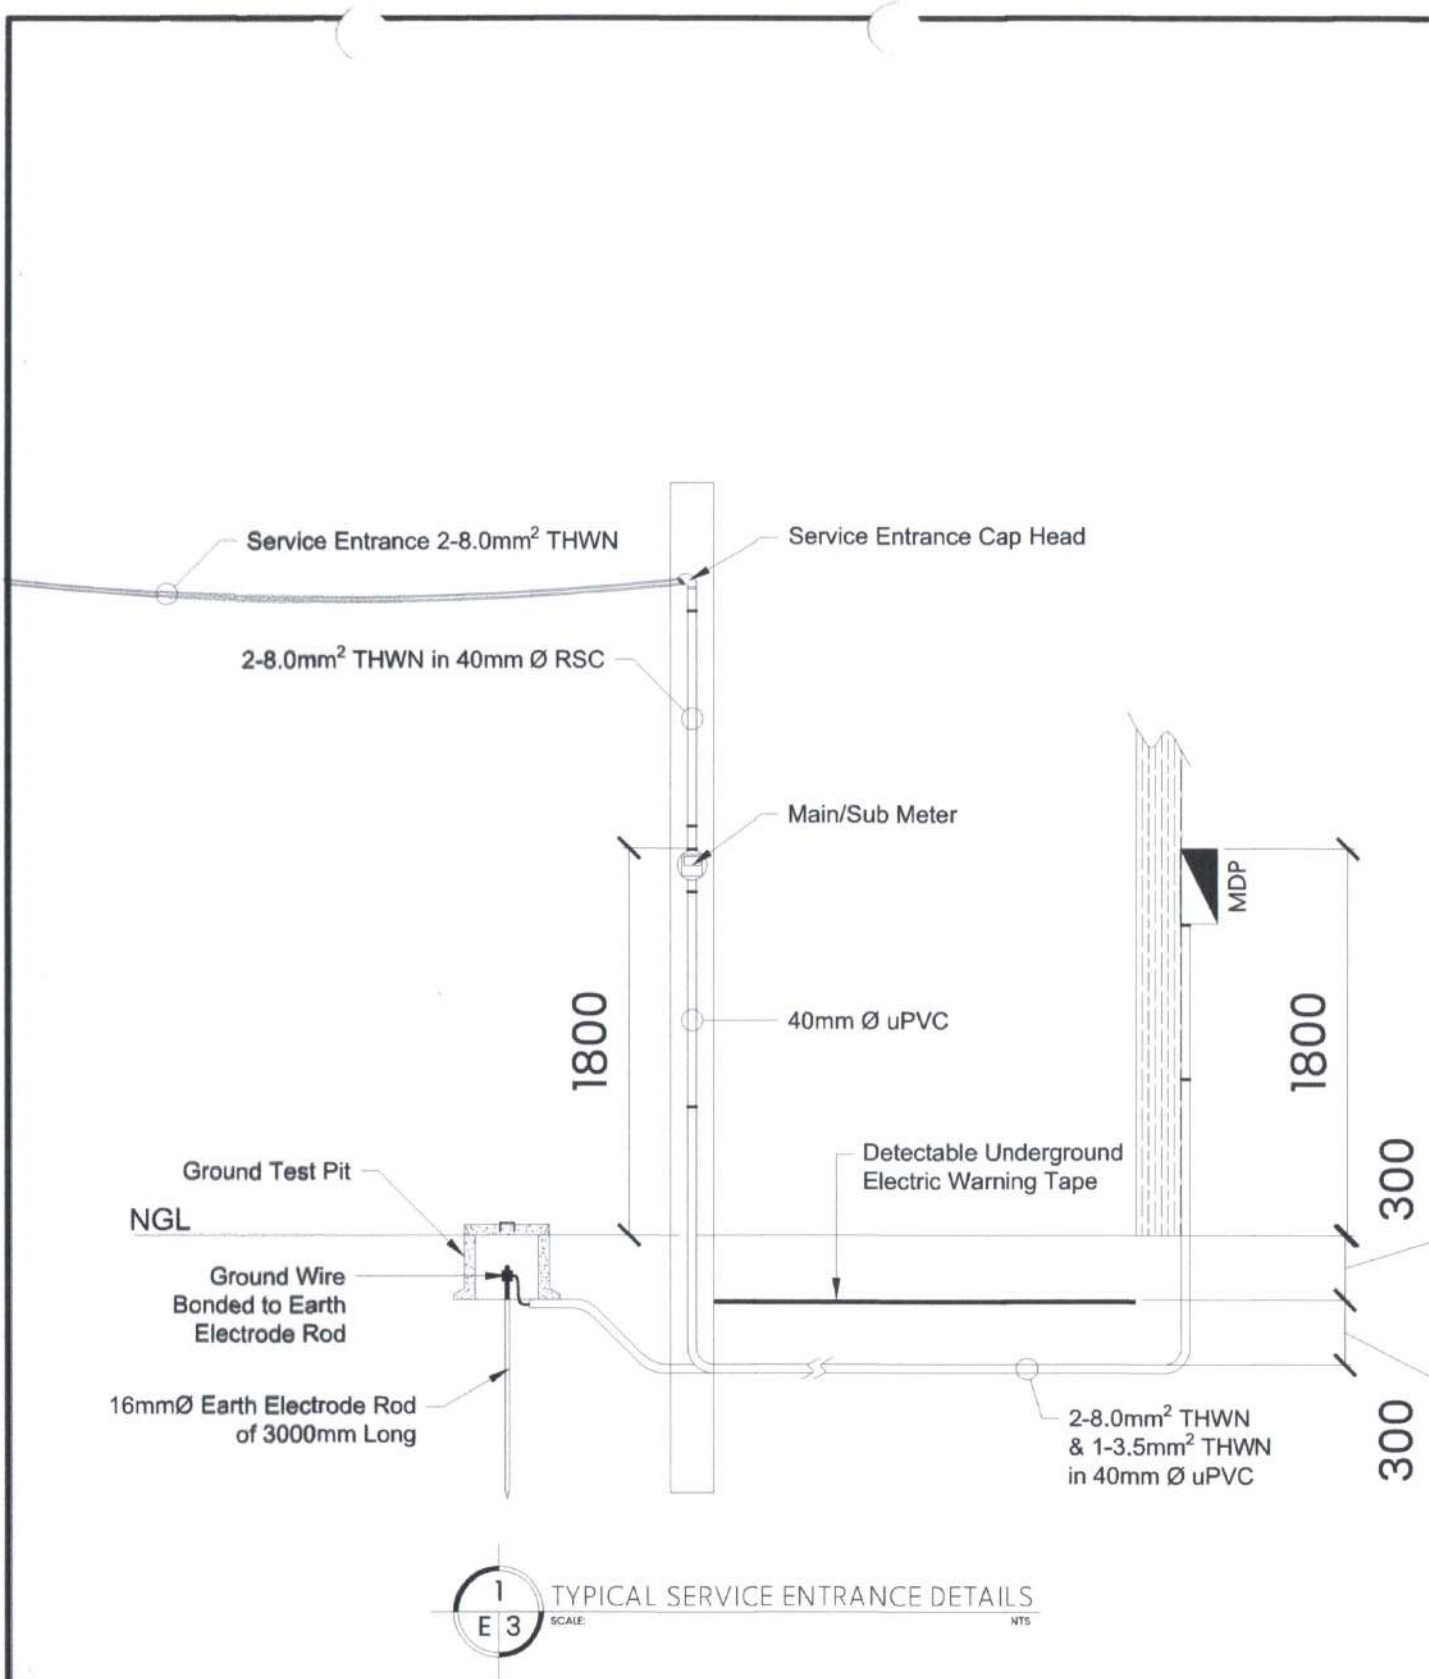 Service Entrance 2-8.0mm² THWN
Service Entrance Cap Head
2-8.0mm² THWN in 40mm Ø RSC
Main/Sub Meter
MDP
1800
40mm Ø uPVC
1800
Detectable Underground
Electric Warning Tape
300
Ground Test Pit
NGL
Ground Wire
Bonded to Earth
Electrode Rod
16mmØ Earth Electrode Rod
of 3000mm Long
2-8.0mm² THWN
& 1-3.5mm² THWN
in 40mm Ø uPVC
300
1
E 3
TYPICAL SERVICE ENTRANCE DETAILS
SCALE: NTS